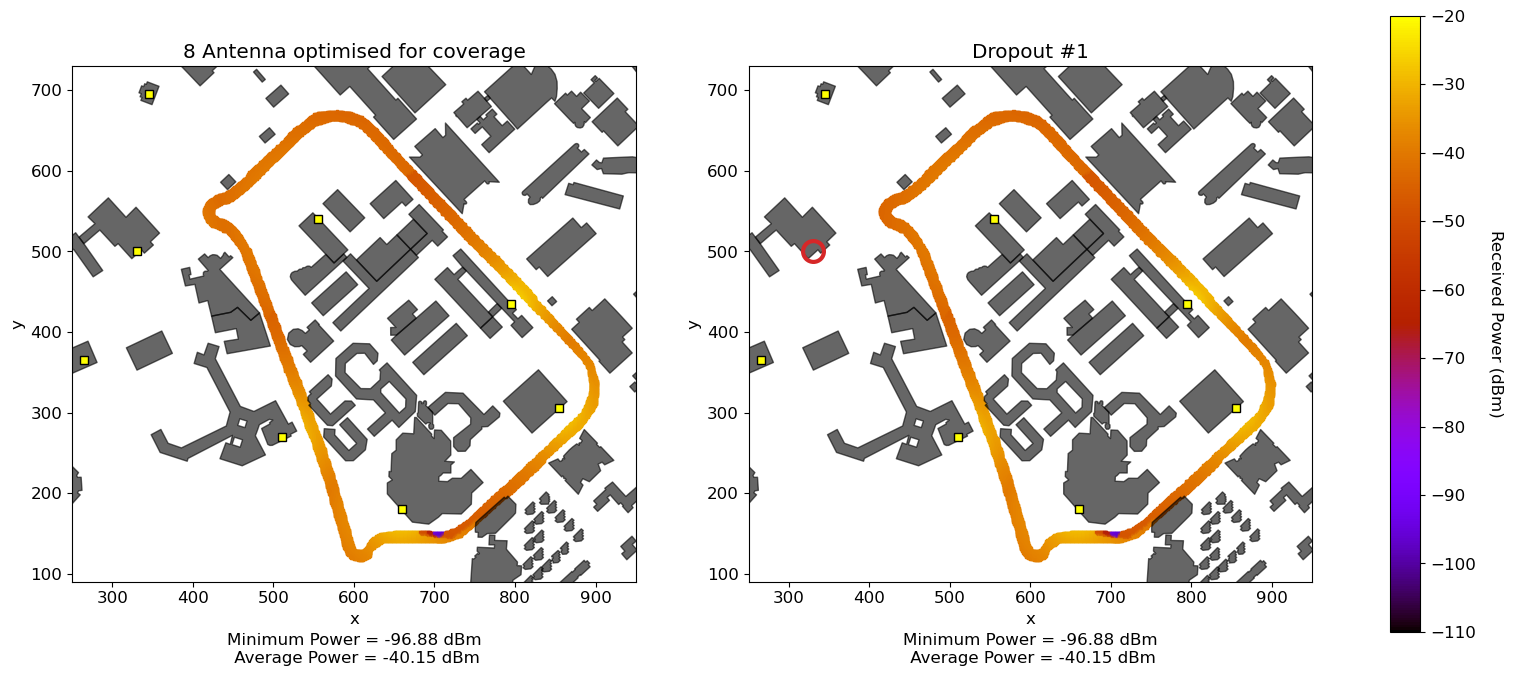 8 Antenna optimised for coverage
700
600
500
400
300
200
100
y
300 400 500 600 700 800 900
x
Minimum Power = -96.88 dBm
Average Power = -40.15 dBm
Dropout #1
700
600
500
400
300
200
100
y
300 400 500 600 700 800 900
x
Minimum Power = -96.88 dBm
Average Power = -40.15 dBm
−20
−30
−40
−50
−60
−70
−80
−90
−100
−110
Received Power (dBm)